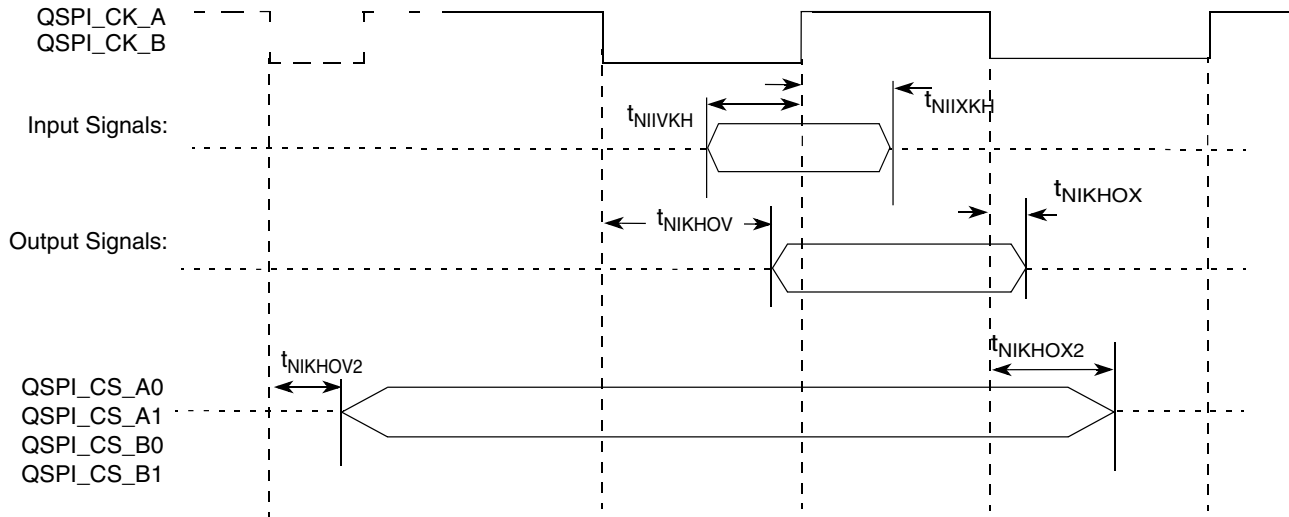 QSPI_CK_A
QSPI_CK_B
tNIIVKH
tNIIXKH
Input Signals:
tNIKHOX
tNIKHOV
Output Signals:
tNIKHOV2
tNIKHOX2
QSPI_CS_A0
QSPI_CS_A1
QSPI_CS_B0
QSPI_CS_B1